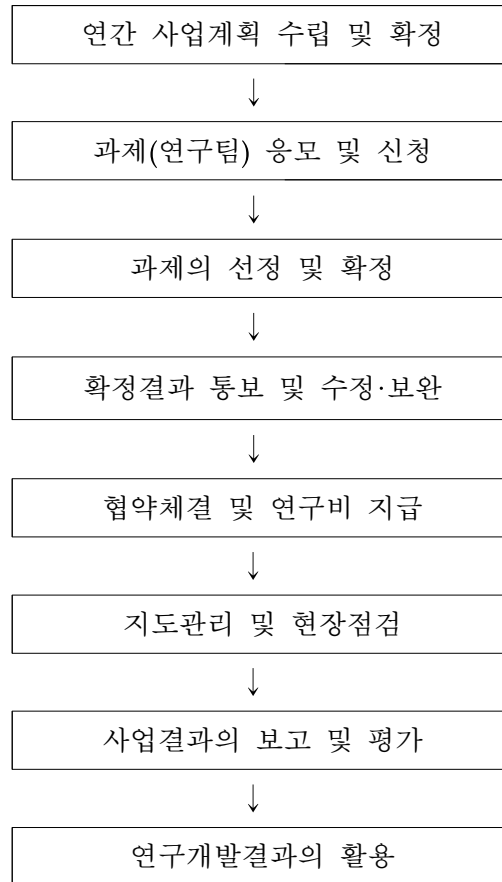 연간 사업계획 수립 및 확정
↓
과제(연구팀) 응모 및 신청
↓
과제의 선정 및 확정
↓
확정결과 통보 및 수정·보완
↓
협약체결 및 연구비 지급
↓
지도관리 및 현장점검
↓
사업결과의 보고 및 평가
↓
연구개발결과의 활용